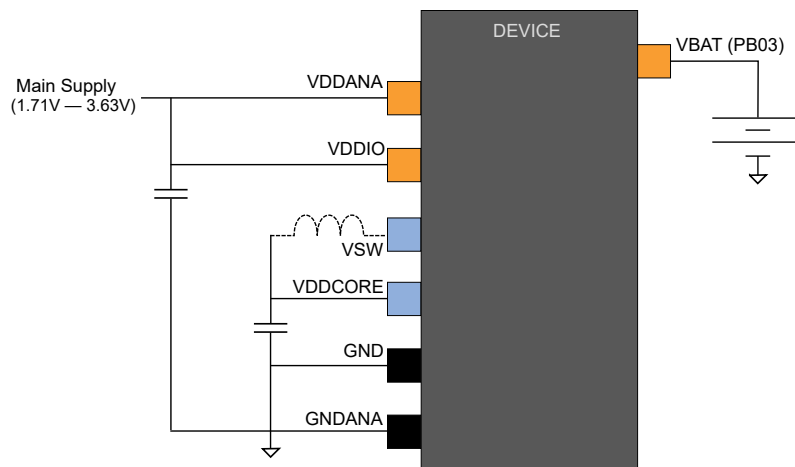 DEVICE
VBAT (PB03)
VDDANA
Main Supply
(1.71V — 3.63V)
VDDIO
VSW
VDDCORE
GND
GNDANA